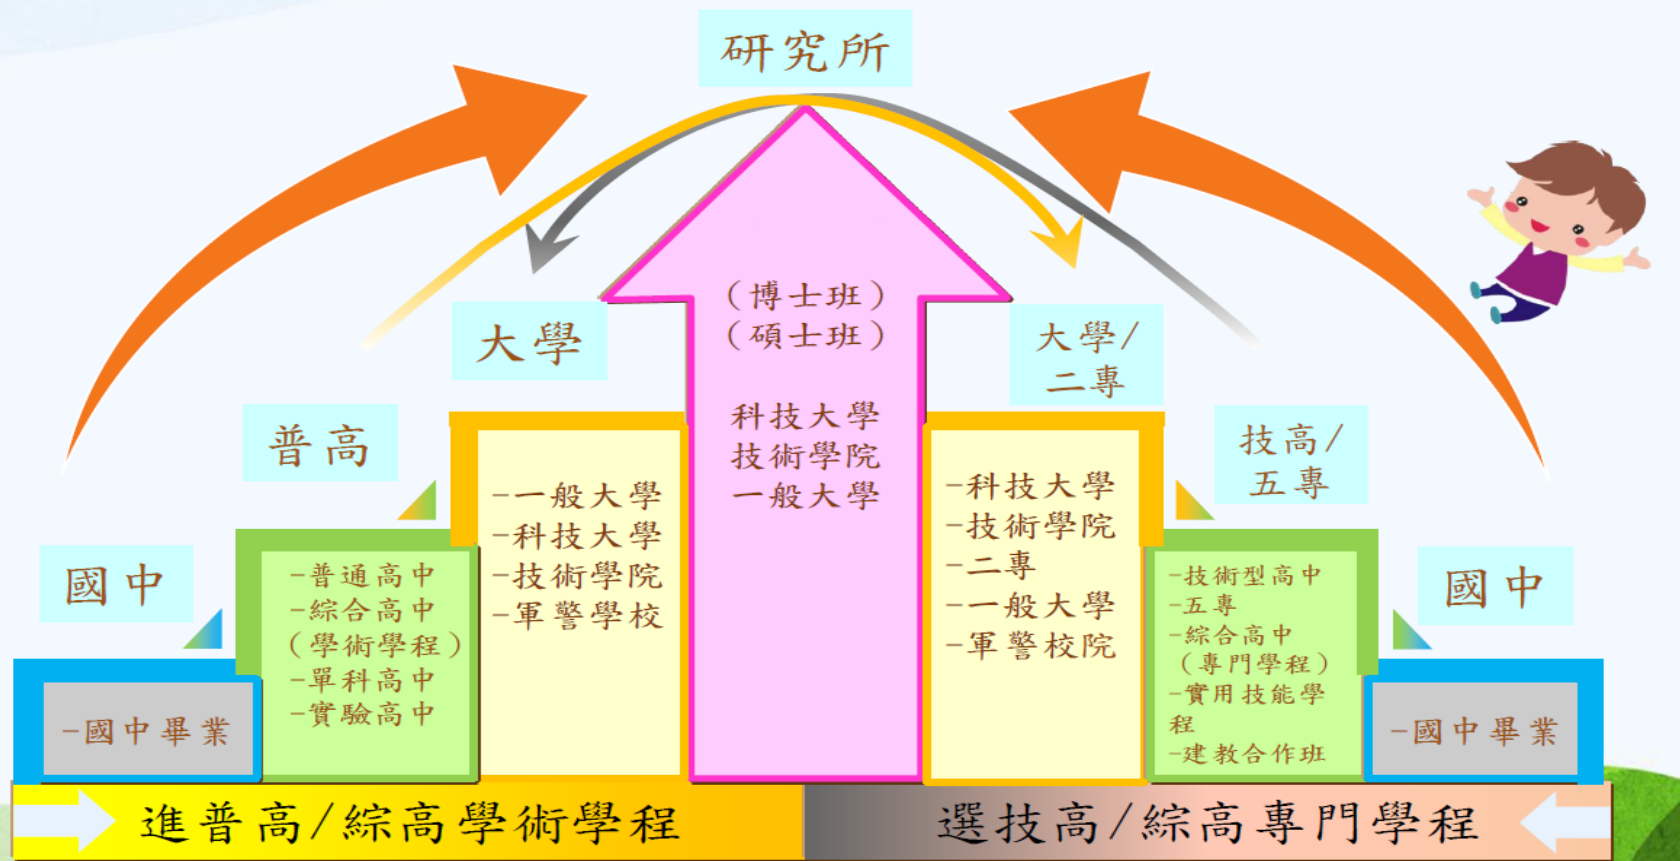 研究所
大學
普高
國中
(博士班)
(碩士班)
科技大學
技術學院
一般大學
大學/
二專
技高/
五專
國中
-國中畢業
-普通高中
-綜合高中
(學術學程)
-單科高中
-實驗高中
-一般大學
-科技大學
-技術學院
-軍警學校
-科技大學
-技術學院
-二專
-一般大學
-軍警校院
-技術型高中
-五專
-綜合高中
(專門學程)
-實用技能學
程
-建教合作班
-國中畢業
進普高/綜高學術學程
選技高/綜高專門學程